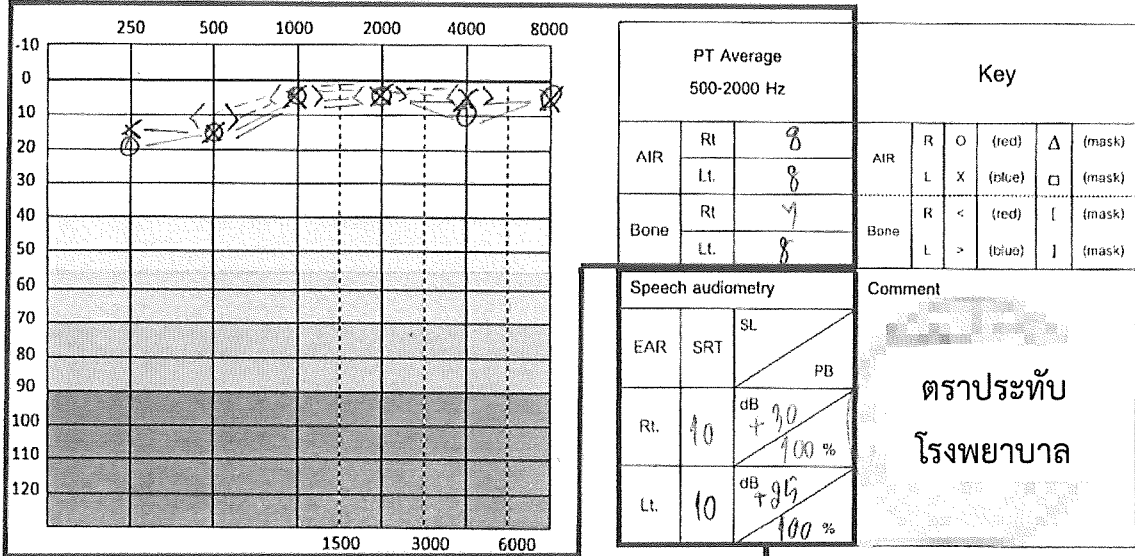 250 500 1000 2000 4000 8000
-10
0
10
20
30
40
50
60
70
80
90
100
110
120
1500 3000 6000
PT Average
500-2000 Hz
AIR Rt 8
Lt. 8
Bone Rt
Lt. 8
Key
AIR R O (red) Δ (mask)
L X (blue) □ (mask)
Bone R < (red) [ (mask)
L > (blue) ] (mask)
Speech audiometry
EAR SRT SL PB
Rt. 10 dB +30 100 %
Lt. 10 dB 100 %
Comment
ตราประทับ
โรงพยาบาล